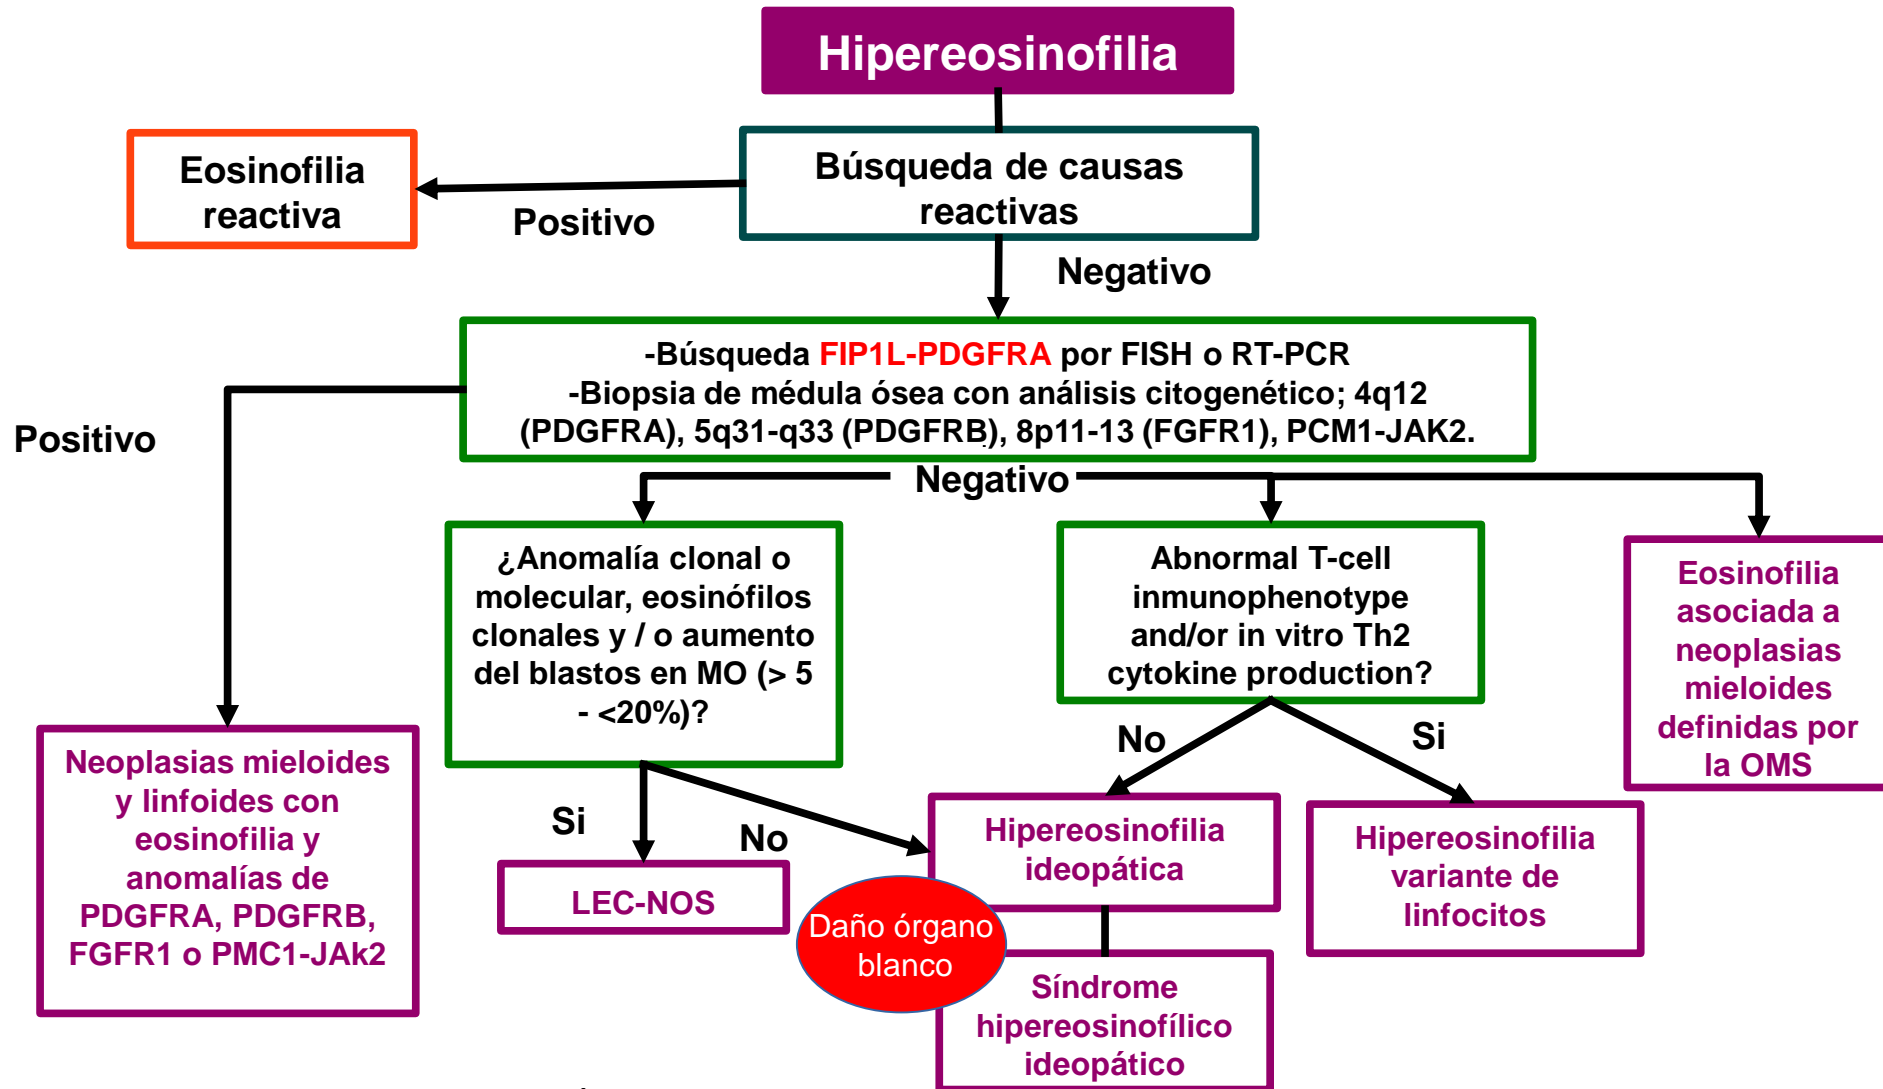 Hipereosinofilia
Eosinofilia
reactiva
Búsqueda de causas
reactivas
Positivo
Negativo
-Búsqueda FIP1L-PDGFRA por FISH o RT-PCR
-Biopsia de médula ósea con análisis citogenético; 4q12
(PDGFRA), 5q31-q33 (PDGFRB), 8p11-13 (FGFR1), PCM1-JAK2.
Positivo
Negativo
¿Anomalía clonal o
molecular, eosinófilos
clonales y / o aumento
del blastos en MO (> 5
- <20%)?
Abnormal T-cell
inmunophenotype
and/or in vitro Th2
cytokine production?
Eosinofilia
asociada a
neoplasias
mieloides
definidas por
la OMS
No
Si
Neoplasias mieloides
y linfoides con
eosinofilia y
anomalías de
PDGFRA, PDGFRB,
FGFR1 o PMC1-JAk2
Si
No
LEC-NOS
Hipereosinofilia
ideopática
Hipereosinofilia
variante de
linfocitos
Daño órgano
blanco
Síndrome
hipereosinofílico
ideopático